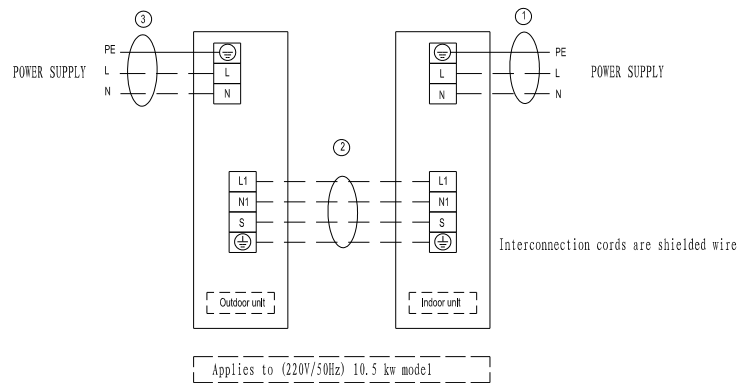 3
1
PE
PE
POWER SUPPLY L L L L POWER SUPPLY
N N N N
2
L1 L1
N1 N1
S S
Interconnection cords are shielded wire
Outdoor unit Indoor unit
Applies to (220V/50Hz) 10.5 kw model